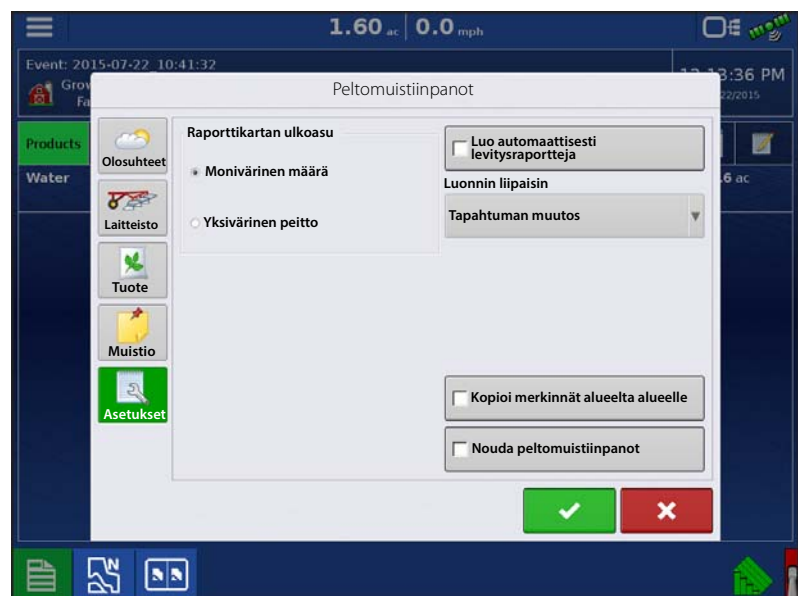 1.60 ac 0.0 mph
Event: 2015-07-22 10:41:32
3:36 PM
Grow
22/2015
Fa
Peltomuistiinpanot
Products
Water
.6 ac
Olosuhteet
Laitteisto
Tuote
Muistio
Asetukset
Raporttikartan ulkoasu
Monivärinen määrä
Yksivärinen peitto
Luo automaattisesti
levitysraportteja
Luonnin liipaisin
Tapahtuman muutos
Kopioi merkinnät alueelta alueelle
Nouda peltomuistiinpanot
N